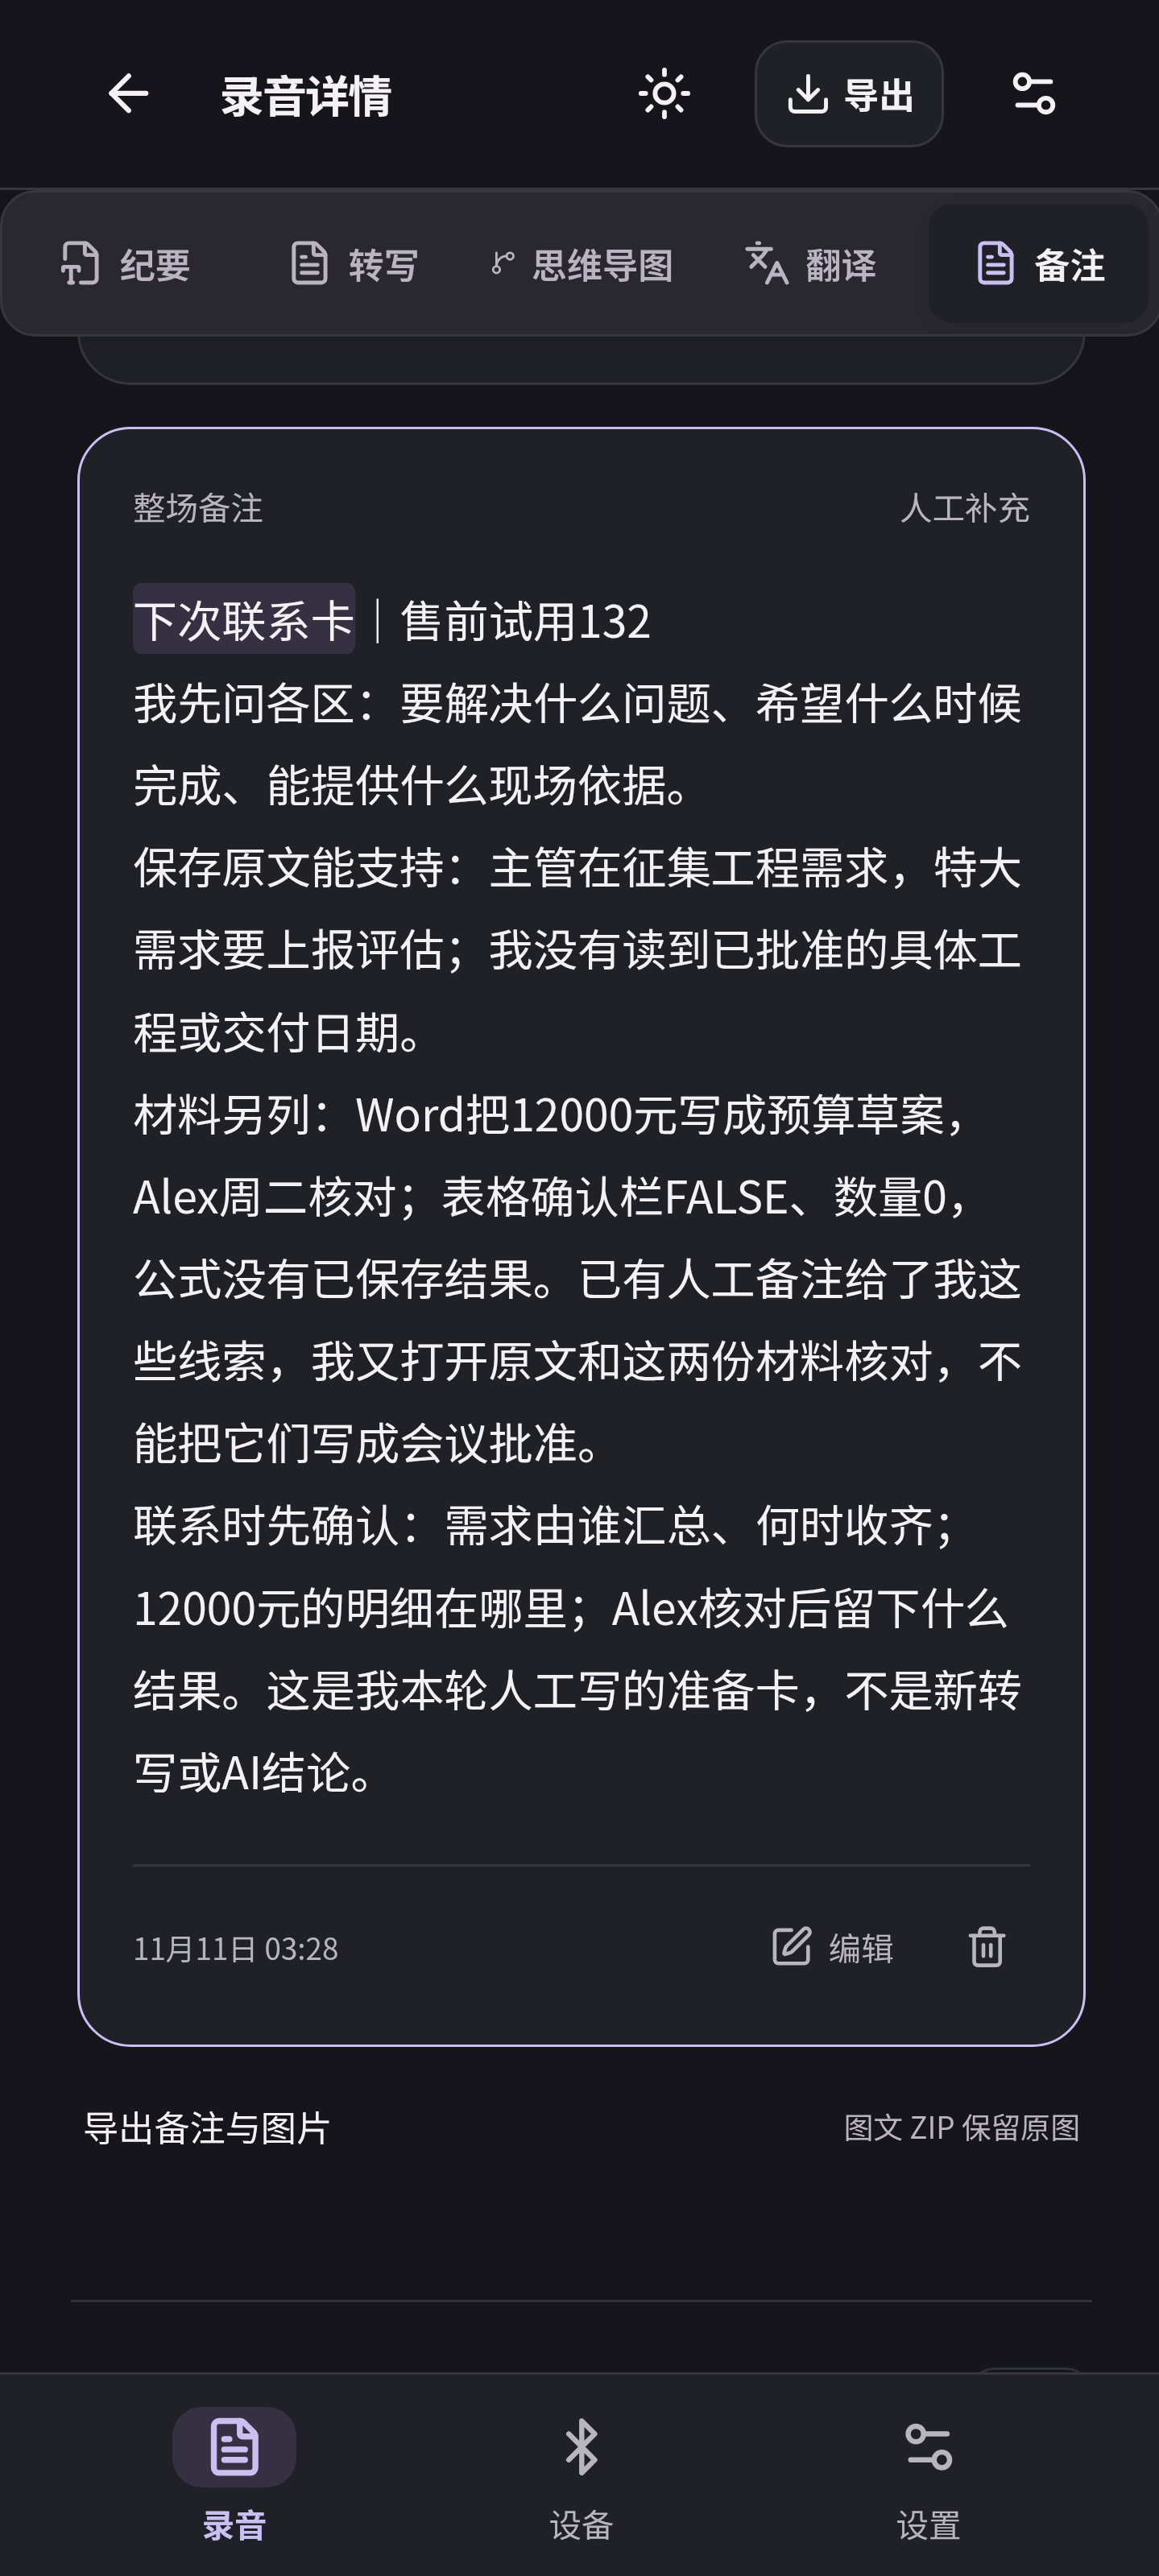 录音详情
导出
纪要
转写
思维导图
翻译
备注
整场备注
人工补充
下次联系卡｜售前试用132
我先问各区：要解决什么问题、希望什么时候
完成、能提供什么现场依据。
保存原文能支持：主管在征集工程需求，特大
需求要上报评估；我没有读到已批准的具体工
程或交付日期。
材料另列：Word把12000元写成预算草案，
Alex周二核对；表格确认栏FALSE、数量0，
公式没有已保存结果。已有人工备注给了我这
些线索，我又打开原文和这两份材料核对，不
能把它们写成会议批准。
联系时先确认：需求由谁汇总、何时收齐；
12000元的明细在哪里；Alex核对后留下什么
结果。这是我本轮人工写的准备卡，不是新转
写或AI结论。
11月11日 03:28
编辑
导出备注与图片
图文 ZIP 保留原图
录音
设备
设置